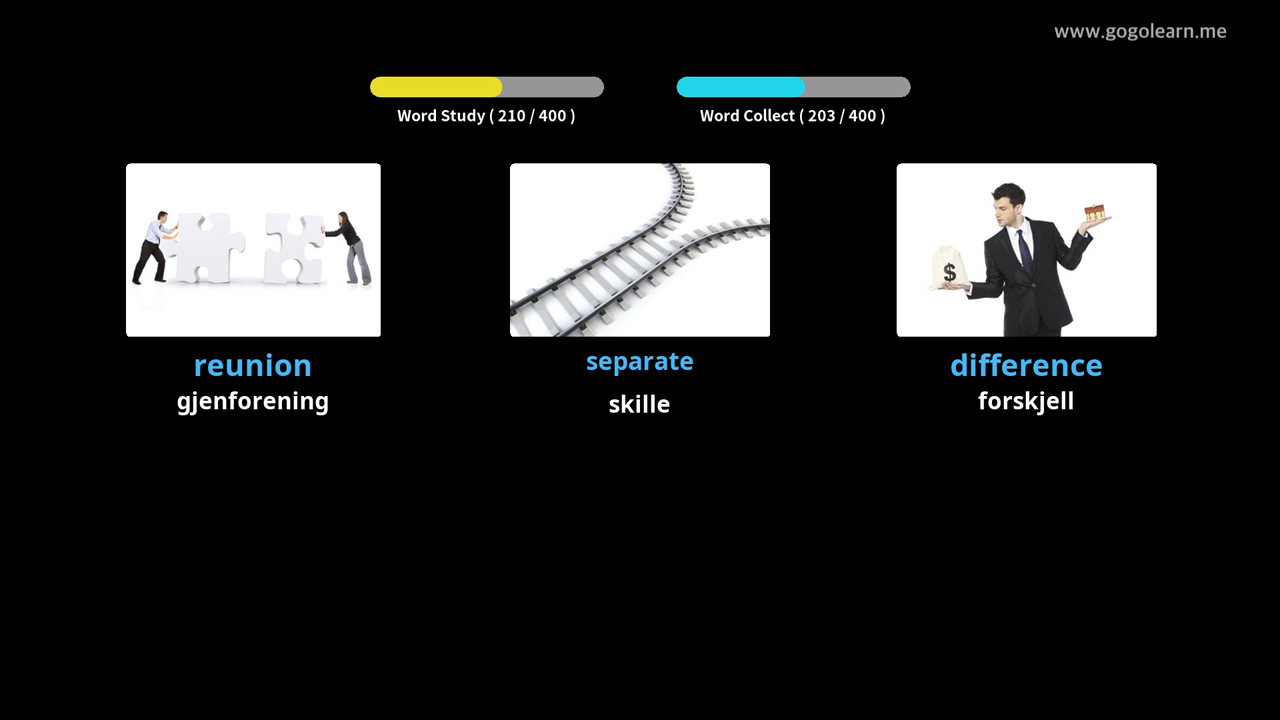 www.gogolearn.me
Word Study ( 210 / 400 )
Word Collect ( 203 / 400 )
$
reunion
separate
difference
gjenforening
skille
forskjell